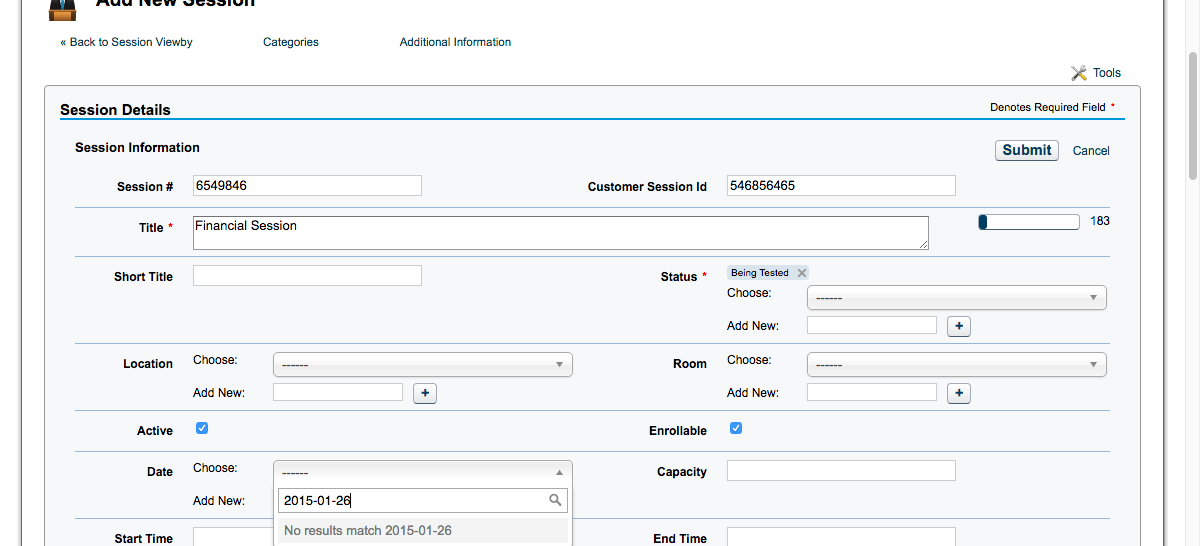 Add New Session
« Back to Session Viewby Categories Additional Information
Tools
Session Details Denotes Required Field *
Session Information Submit Cancel
Session # 6549846 Customer Session Id 546856465
Title * Financial Session 183
Short Title Status * Being Tested
Choose: ------
Add New: +
Location Choose: ------ Room Choose: ------
Add New: + Add New: +
Active Enrollable
Date Choose: ------ Capacity
Add New: 2015-01-26
No results match 2015-01-26
Start Time End Time